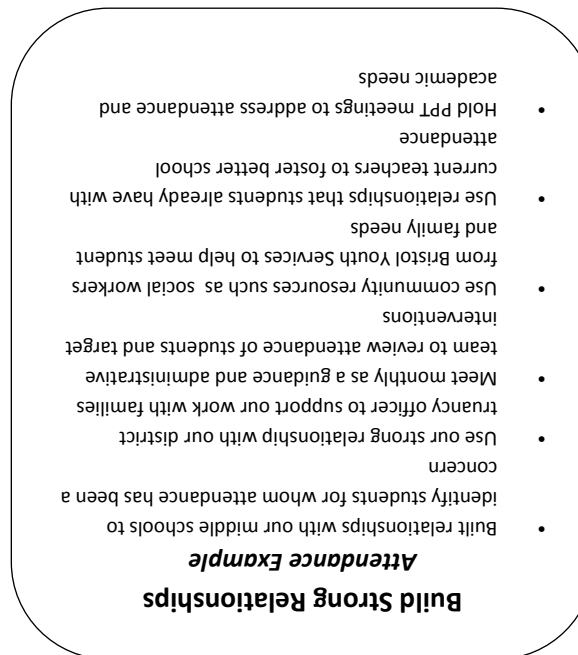 Build Strong Relationships
Attendance Example
• Built relationships with our middle schools to
identify students for whom attendance has been a
concern
• Use our strong relationship with our district
truancy officer to support our work with families
• Meet monthly as a guidance and administrative
team to review attendance of students and target
interventions
• Use community resources such as social workers
from Bristol Youth Services to help meet student
and family needs
• Use relationships that students already have with
current teachers to foster better school
attendance
• Hold PPT meetings to address attendance and
academic needs